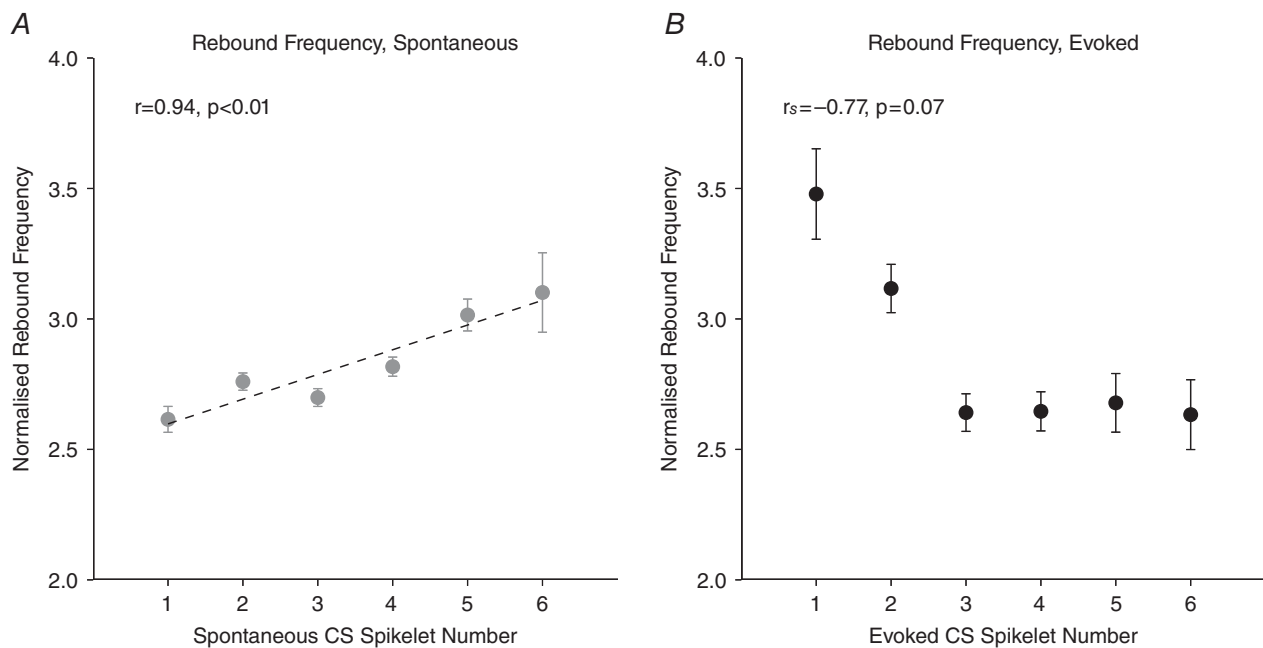 A
Rebound Frequency, Spontaneous
r=0.94, p<0.01
Normalised Rebound Frequency
4.0
3.5
3.0
2.5
2.0
1 2 3 4 5 6
Spontaneous CS Spikelet Number
B
Rebound Frequency, Evoked
rs=−0.77, p=0.07
Normalised Rebound Frequency
4.0
3.5
3.0
2.5
2.0
1 2 3 4 5 6
Evoked CS Spikelet Number